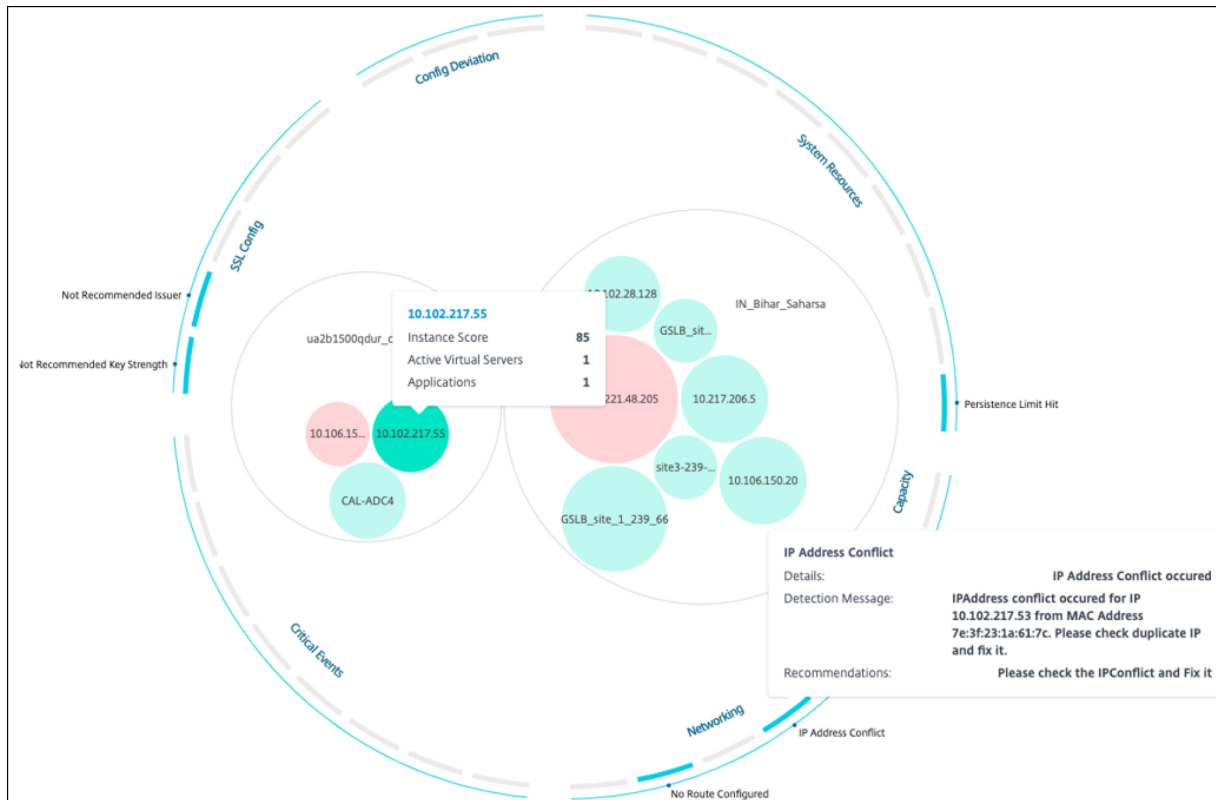 Config Deviation
System Resources
SSL Config
Not Recommended Issuer
Not Recommended Key Strength
10.102.28.128
IN_Bihar_Saharsa
GSLB_sit...
10.102.217.55
Instance Score 85
Active Virtual Servers 1
Applications 1
10.217.206.5
Persistence Limit Hit
10.106.15...
10.102.217.55
site3-239-...
10.106.150.20
CAL-ADC4
GSLB_site_1_239_66
Capacity
IP Address Conflict
Details: IP Address Conflict occured
Detection Message: IPAddress conflict occured for IP
10.102.217.53 from MAC Address
7e:3f:23:1a:61:7c. Please check duplicate IP
and fix it.
Recommendations: Please check the IPConflict and Fix it
Critical Events
Networking
IP Address Conflict
No Route Configured